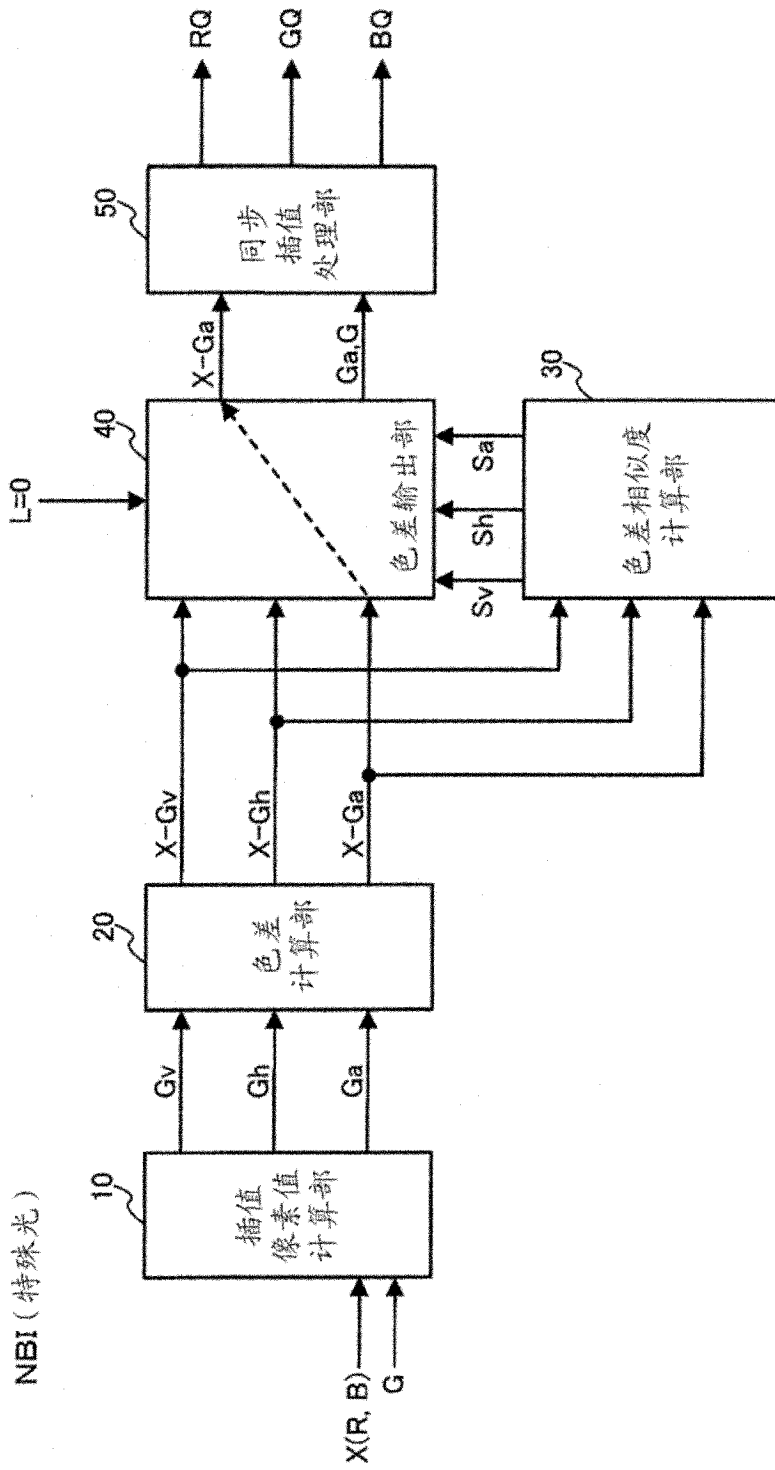 NBI（特殊光）
X(R, B)
G
10
插值
像素值
计算部
Gv
Gh
Ga
20
色差
计算部
X-Gv
X-Gh
X-Ga
L=0
40
色差输出部
Sv
Sh
Sa
30
色差相似度
计算部
X-Ga
Ga,G
50
同步
插值
处理部
RQ
GQ
BQ